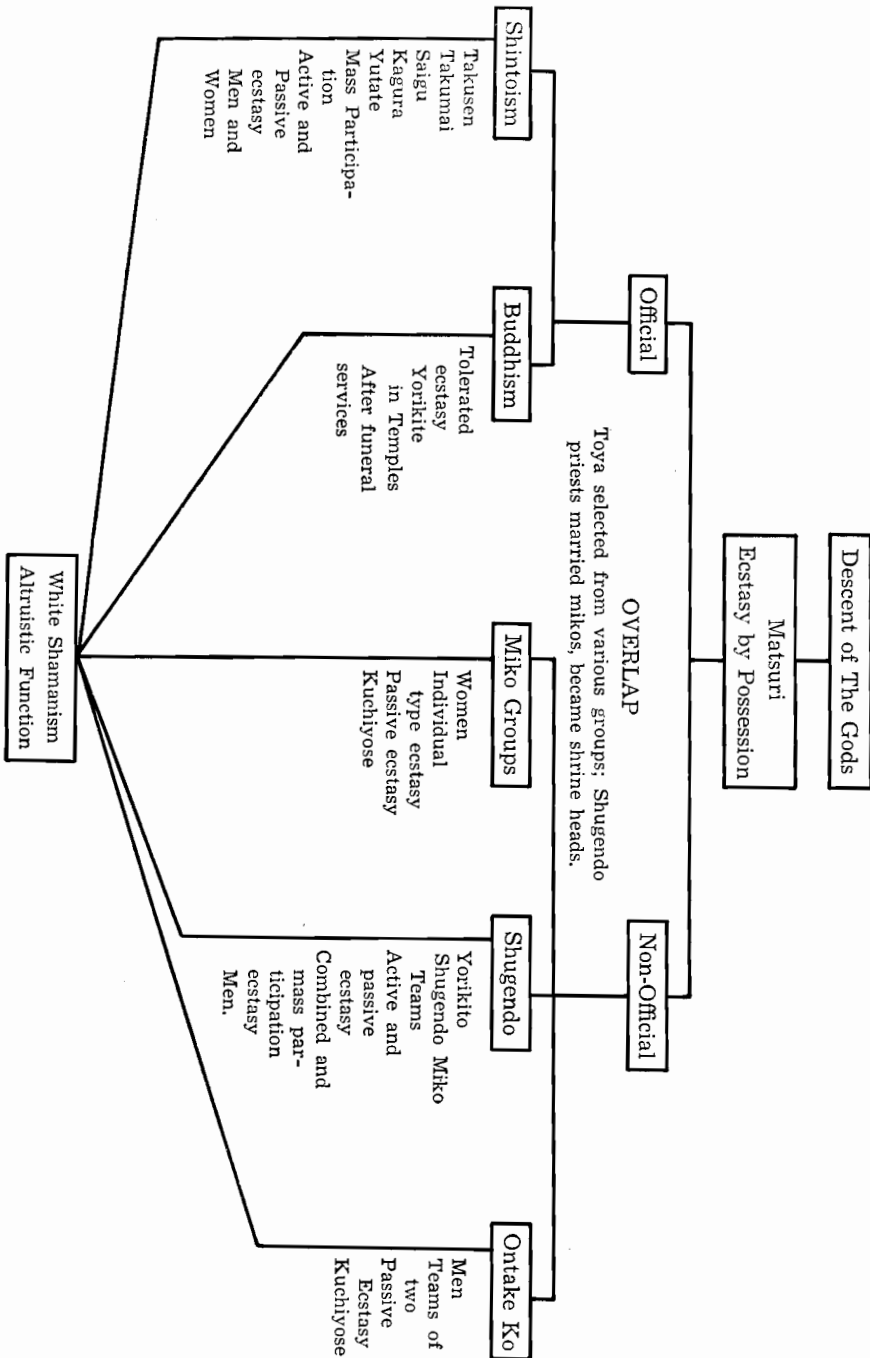 Descent of The Gods
Matsuri
Ecstasy by Possession
Official
Non-Official
OVERLAP
Toya selected from various groups; Shugendo
priests married mikos, became shrine heads.
Shintoism
Takusen
Takumai
Saigu
Kagura
Yutate
Mass Participa-
tion
Active and
Passive
ecstasy
Men and
Women
Buddhism
Tolerated
ecstasy
Yorikite
in Temples
After funeral
services
Miko Groups
Women
Individual
type ecstasy
Passive ecstasy
Kuchiyose
Shugendo
Yorikito
Shugendo Miko
Teams
Active and
passive
ecstasy
Combined and
mass par-
ticipation
ecstasy
Men.
Ontake Ko
Men
Teams of
two
Passive
Ecstasy
Kuchiyose
White Shamanism
Altruistic Function